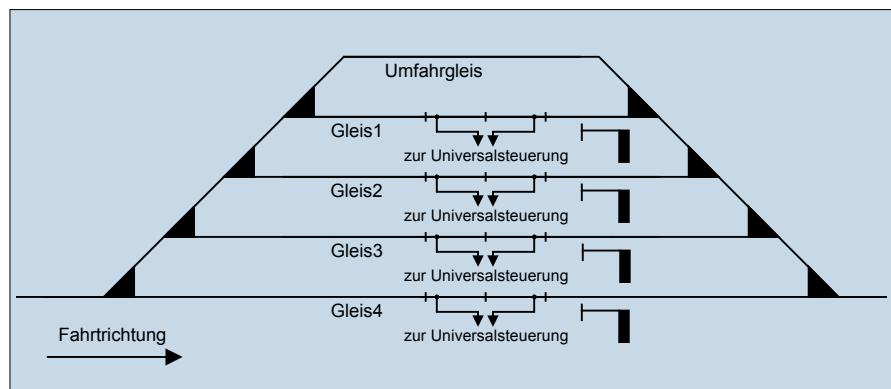 Umfahrgleis
Gleis1
zur Universalsteuerung
Gleis2
zur Universalsteuerung
Gleis3
zur Universalsteuerung
Gleis4
zur Universalsteuerung
Fahrtrichtung